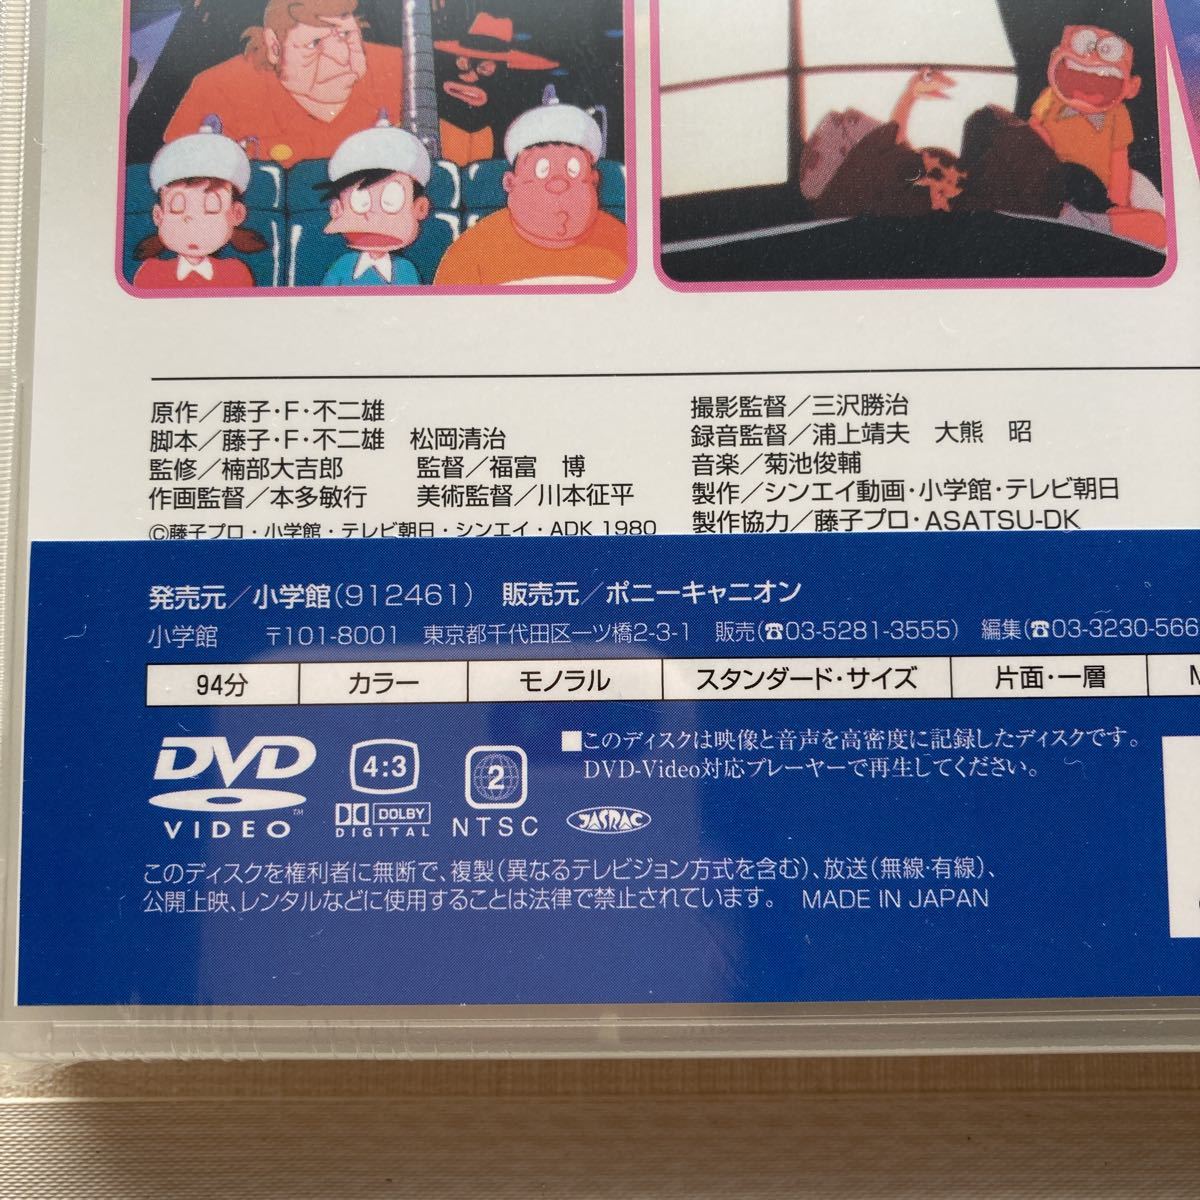 原作／藤子・F・不二雄
脚本／藤子・F・不二雄　松岡清治
監修／楠部大吉郎　監督／福富　博
作画監督／本多敏行　美術監督／川本征平
©藤子プロ・小学館・テレビ朝日・シンエイ・ADK 1980
撮影監督／三沢勝治
録音監督／浦上靖夫　大熊　昭
音楽／菊池俊輔
製作／シンエイ動画・小学館・テレビ朝日
製作協力／藤子プロ・ASATSU-DK
発売元／小学館（912461）　販売元／ポニーキャニオン
小学館　〒101-8001　東京都千代田区一ツ橋2-3-1　販売（☎03-5281-3555）　編集（☎03-3230-566
94分　カラー　モノラル　スタンダード・サイズ　片面・一層
DVD
VIDEO
™
4:3
DOLBY
DIGITAL
2
NTSC
■このディスクは映像と音声を高密度に記録したディスクです。
DVD-Video対応プレーヤーで再生してください。
JASRAC
このディスクを権利者に無断で、複製（異なるテレビジョン方式を含む）、放送（無線・有線）、
公開上映、レンタルなどに使用することは法律で禁止されています。　MADE IN JAPAN